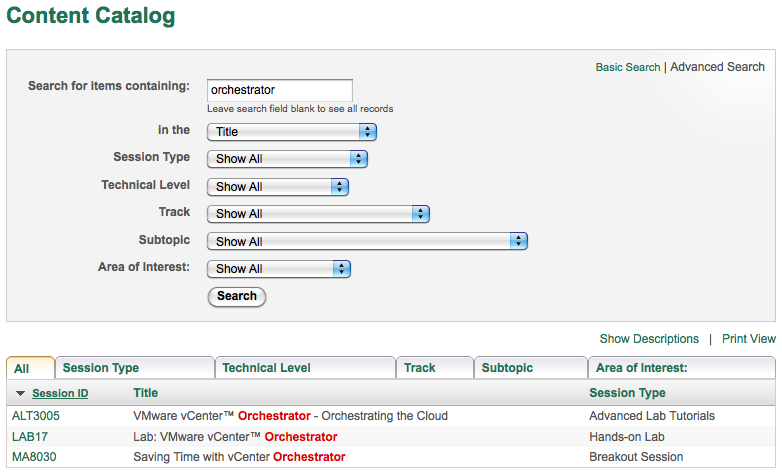 Content Catalog
Basic Search | Advanced Search
Search for items containing: orchestrator
Leave search field blank to see all records
in the Title
Session Type Show All
Technical Level Show All
Track Show All
Subtopic Show All
Area of Interest: Show All
Search
Show Descriptions | Print View
All Session Type Technical Level Track Subtopic Area of Interest:
Session ID Title Session Type
ALT3005 VMware vCenter™ Orchestrator - Orchestrating the Cloud Advanced Lab Tutorials
LAB17 Lab: VMware vCenter™ Orchestrator Hands-on Lab
MA8030 Saving Time with vCenter Orchestrator Breakout Session